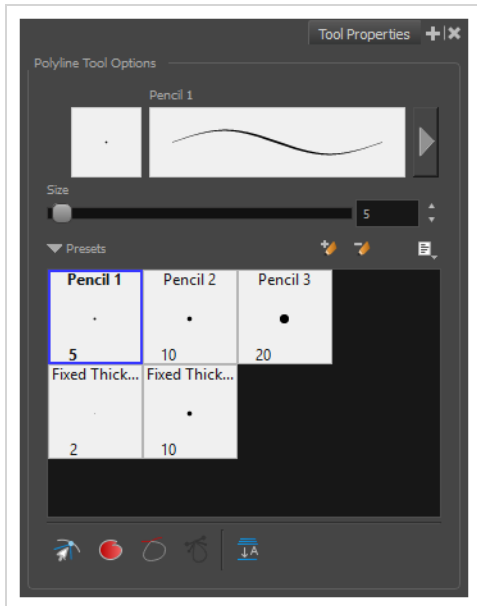 Tool Properties
Polyline Tool Options
Pencil 1
Size
5
Presets
Pencil 1 Pencil 2 Pencil 3
5 10 20
Fixed Thick... Fixed Thick...
2 10
A